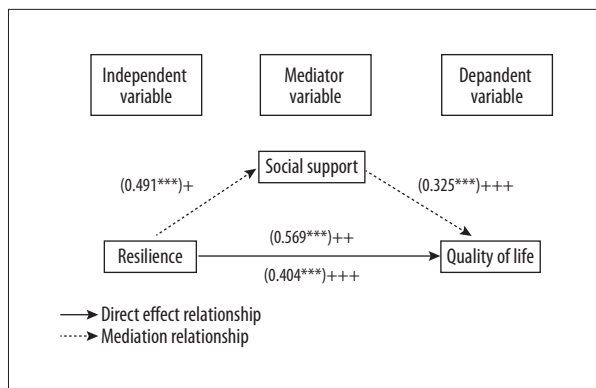 Independent
variable
Mediator
variable
Depandent
variable
Social support
(0.491***)+
(0.325***)+++
(0.569***)++
Resilience
Quality of life
(0.404***)+++
Direct effect relationship
Mediation relationship